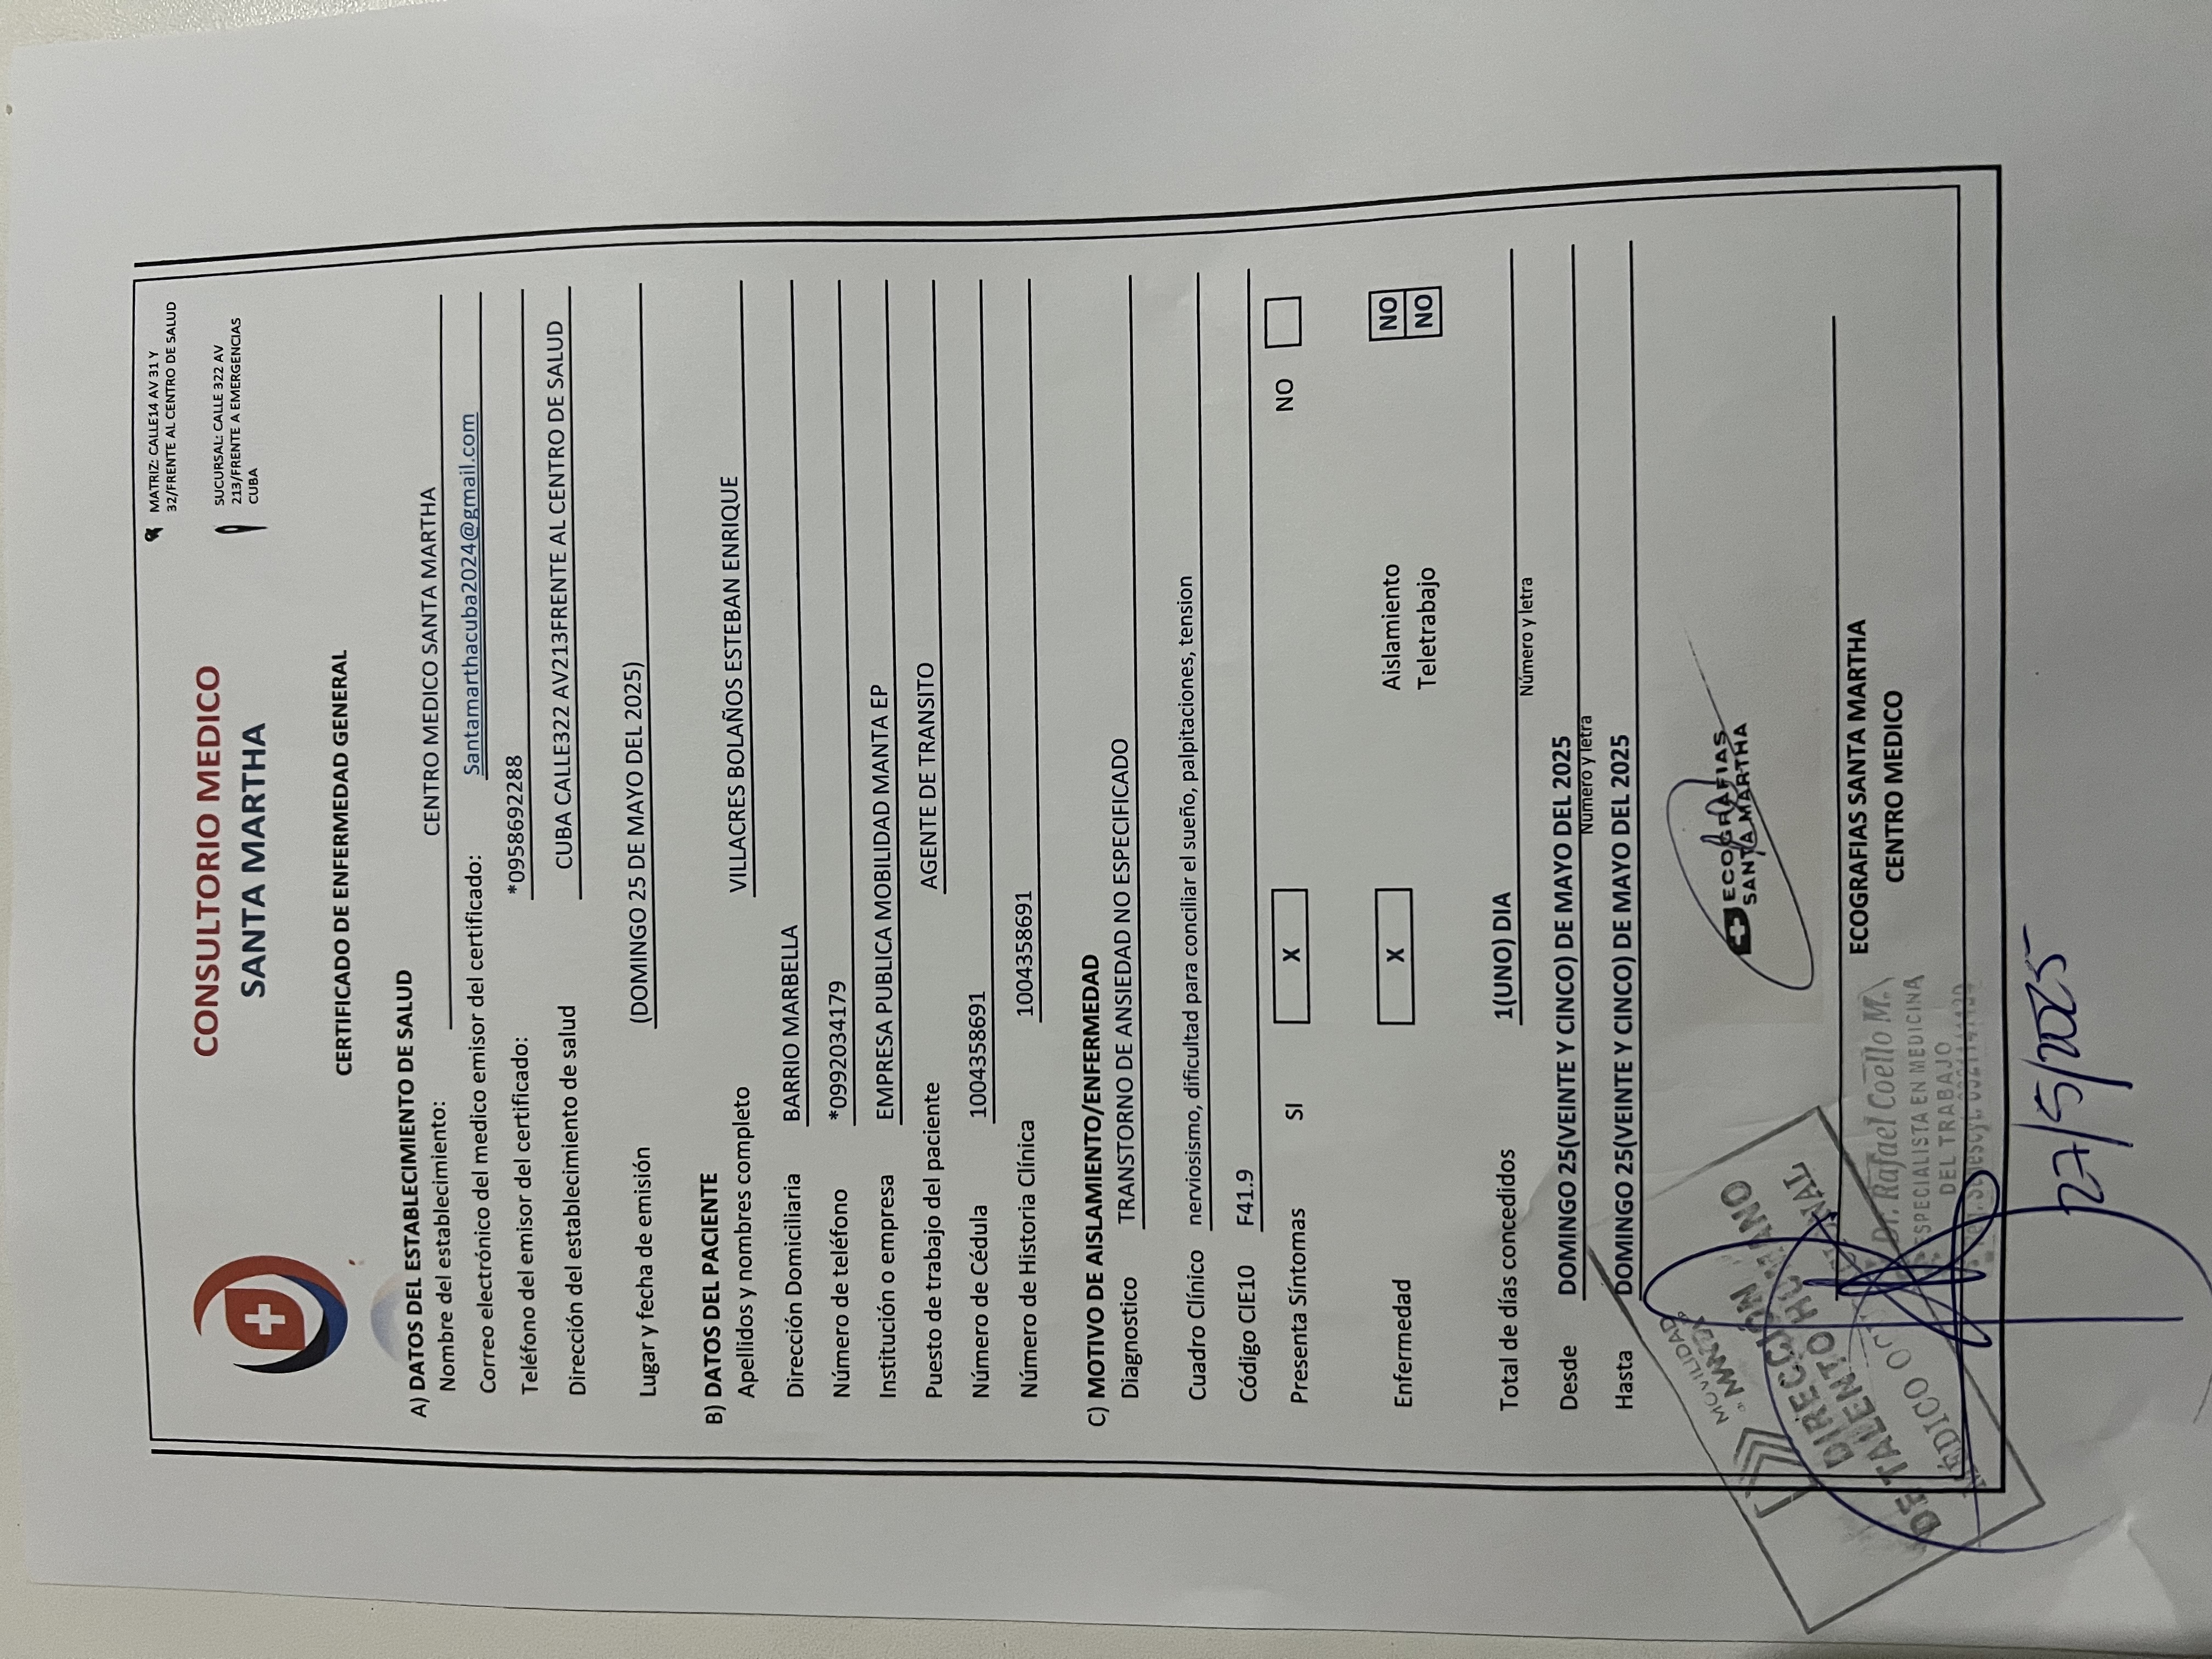 MATRIZ: CALLE14 AV 31 Y
32/FRENTE AL CENTRO DE SALUD
CONSULTORIO MEDICO
SANTA MARTHA
SUCURSAL: CALLE 322 AV
213/FRENTE A EMERGENCIAS
CUBA
CERTIFICADO DE ENFERMEDAD GENERAL
A) DATOS DEL ESTABLECIMIENTO DE SALUD
Nombre del establecimiento: CENTRO MEDICO SANTA MARTHA
Correo electrónico del medico emisor del certificado: Santamarthacuba2024@gmail.com
Teléfono del emisor del certificado: *0958692288
Dirección del establecimiento de salud CUBA CALLE322 AV213FRENTE AL CENTRO DE SALUD
Lugar y fecha de emisión (DOMINGO 25 DE MAYO DEL 2025)
B) DATOS DEL PACIENTE
Apellidos y nombres completo VILLACRES BOLAÑOS ESTEBAN ENRIQUE
Dirección Domiciliaria BARRIO MARBELLA
Número de teléfono *0992034179
Institución o empresa EMPRESA PUBLICA MOBILIDAD MANTA EP
Puesto de trabajo del paciente AGENTE DE TRANSITO
Número de Cédula 1004358691
Número de Historia Clínica 1004358691
C) MOTIVO DE AISLAMIENTO/ENFERMEDAD
Diagnostico TRANSTORNO DE ANSIEDAD NO ESPECIFICADO
Cuadro Clínico nerviosismo, dificultad para conciliar el sueño, palpitaciones, tension
Código CIE10 F41.9
Presenta Síntomas SI X NO
Enfermedad X Aislamiento NO
Teletrabajo NO
Total de días concedidos 1(UNO) DIA
Número y letra
Desde DOMINGO 25(VEINTE Y CINCO) DE MAYO DEL 2025
Número y letra
Hasta DOMINGO 25(VEINTE Y CINCO) DE MAYO DEL 2025
MOVILIDAD
MANTA
DIRECCIÓN
DE TALENTO HUMANO
MÉDICO OCUPACIONAL
ECOGRAFIAS
SANTA MARTHA
ECOGRAFIAS SANTA MARTHA
CENTRO MEDICO
Dr. Rafael Coello M.
ESPECIALISTA EN MEDICINA
DEL TRABAJO
Reg. Senescyt.
27/5/2025